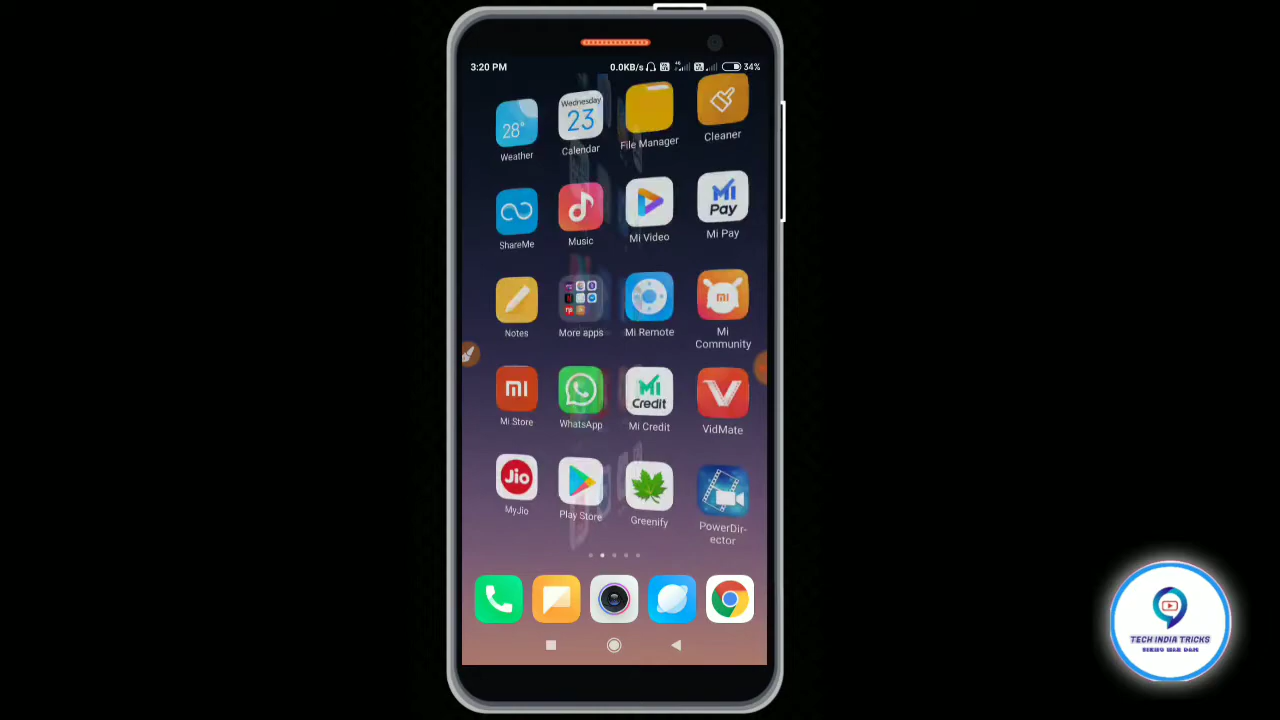 3:20 PM
0.0KB/s
34%
28°
Wednesday
23
Weather
Calendar
File Manager
Cleaner
Mi
Pay
ShareMe
Music
Mi Video
Mi Pay
Notes
More apps
Mi Remote
Mi
Community
Mi
Credit
Mi Store
WhatsApp
Mi Credit
VidMate
Jio
MyJio
Play Store
Greenify
PowerDir-
ector
TECH INDIA TRICKS